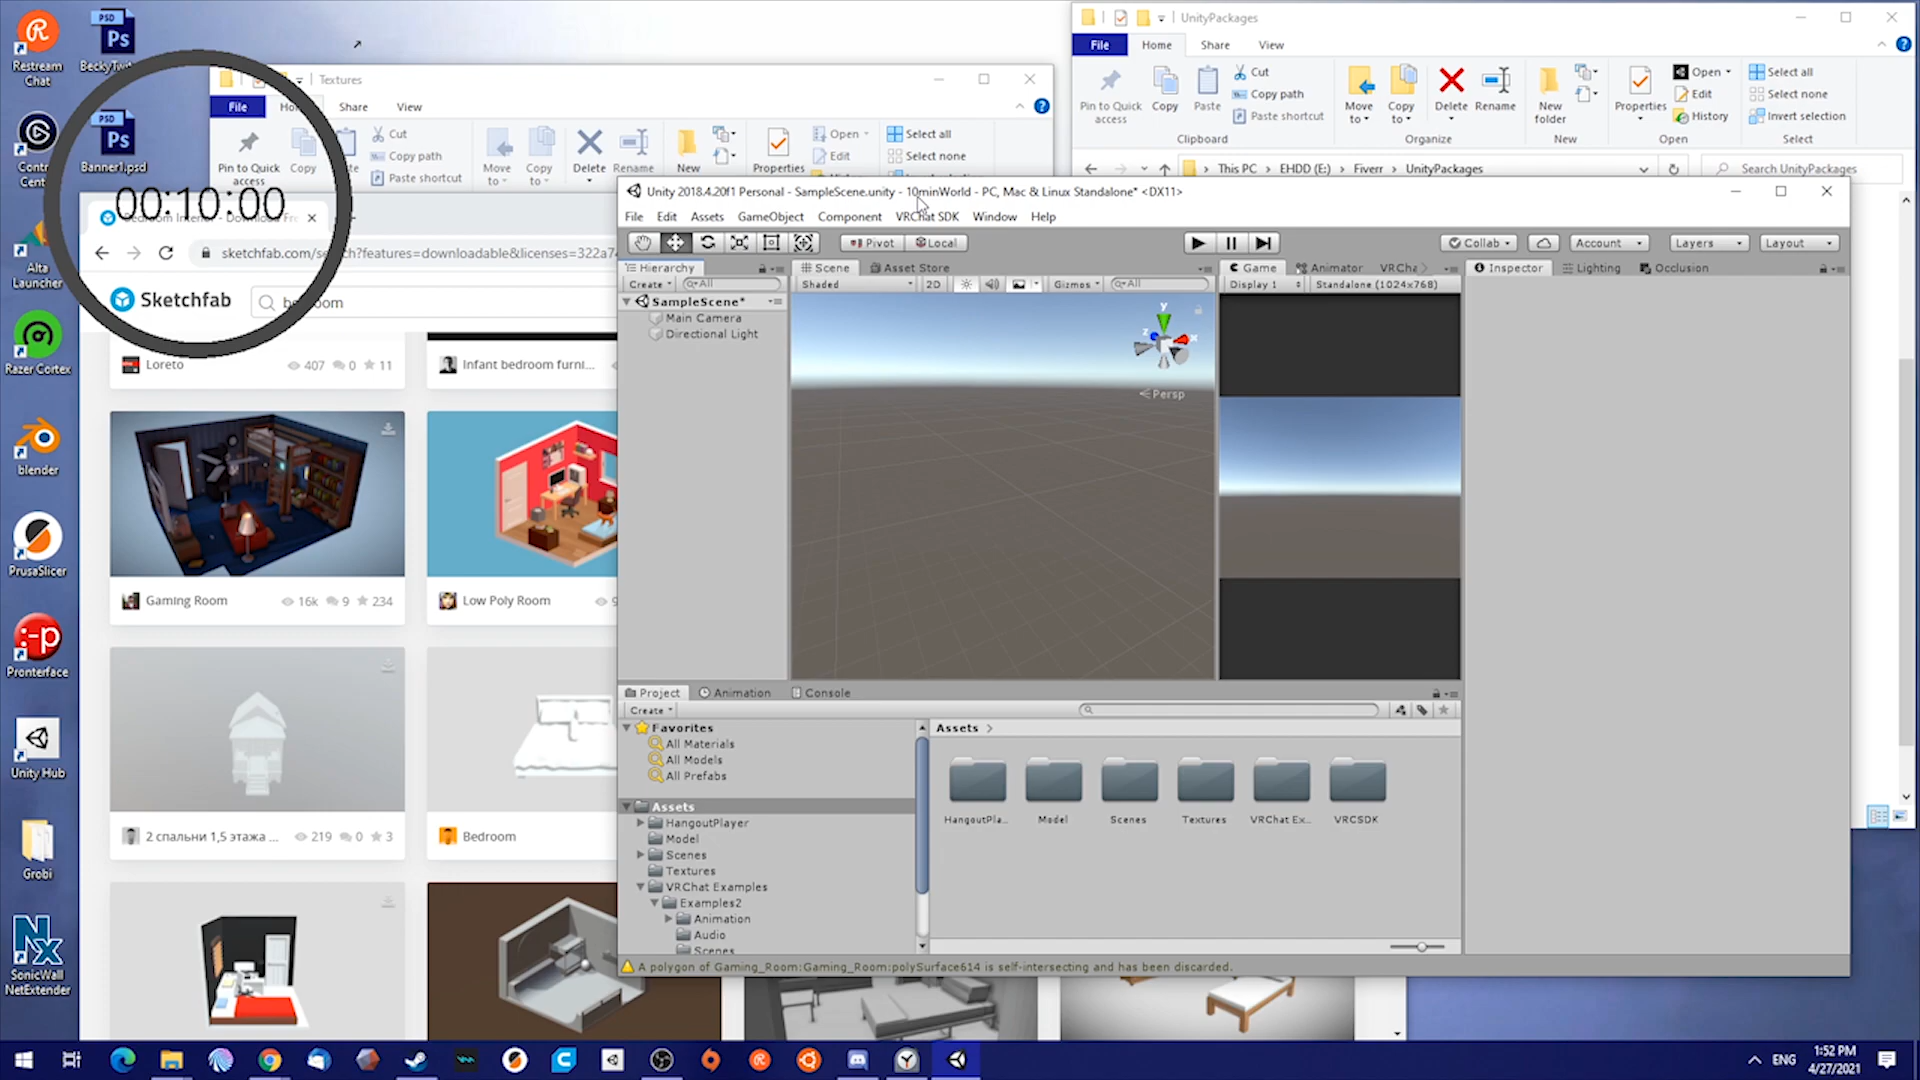 Restream Chat
BeckyTwit
Banner1.psd
Alta Launcher
Razer Cortex
blender
PrusaSlicer
Pronterface
Unity Hub
Grobi
SonicWall NetExtender
00:10:00
Textures
File
Share
View
Pin to Quick access
Copy
Cut
Copy path
Paste shortcut
Move to
Copy to
Delete
Rename
New
Properties
Open
Edit
Select all
Select none
UnityPackages
File
Home
Share
View
Pin to Quick access
Copy
Paste
Cut
Copy path
Paste shortcut
Clipboard
Move to
Copy to
Delete
Rename
Organize
New folder
New
Properties
Open
Edit
History
Open
Select all
Select none
Invert selection
Select
This PC > EHDD (E:) > Fiverr > UnityPackages
Search UnityPackages
Sketchfab
Loreto
407 0 11
Infant bedroom furni...
Gaming Room
16k 9 234
Low Poly Room
2 спальни 1,5 этажа ...
219 0 3
Bedroom
Unity 2018.4.20f1 Personal - SampleScene.unity - 10minWorld - PC, Mac & Linux Standalone* <DX11>
File Edit Assets GameObject Component VRChat SDK Window Help
Pivot
Local
Collab
Account
Layers
Layout
Hierarchy
Create
All
SampleScene*
Main Camera
Directional Light
Scene
Asset Store
Shaded
2D
Gizmos
All
y
x
z
Persp
Game
Animator
VRCha
Display 1
Standalone (1024x768)
Inspector
Lighting
Occlusion
Project
Animation
Console
Create
Favorites
All Materials
All Models
All Prefabs
Assets
HangoutPlayer
Model
Scenes
Textures
VRChat Examples
Examples2
Animation
Audio
Scenes
Assets >
HangoutPla...
Model
Scenes
Textures
VRChat Ex...
VRCSDK
A polygon of Gaming_Room:Gaming_Room:polySurface614 is self-intersecting and has been discarded.
ENG
1:52 PM
4/27/2021